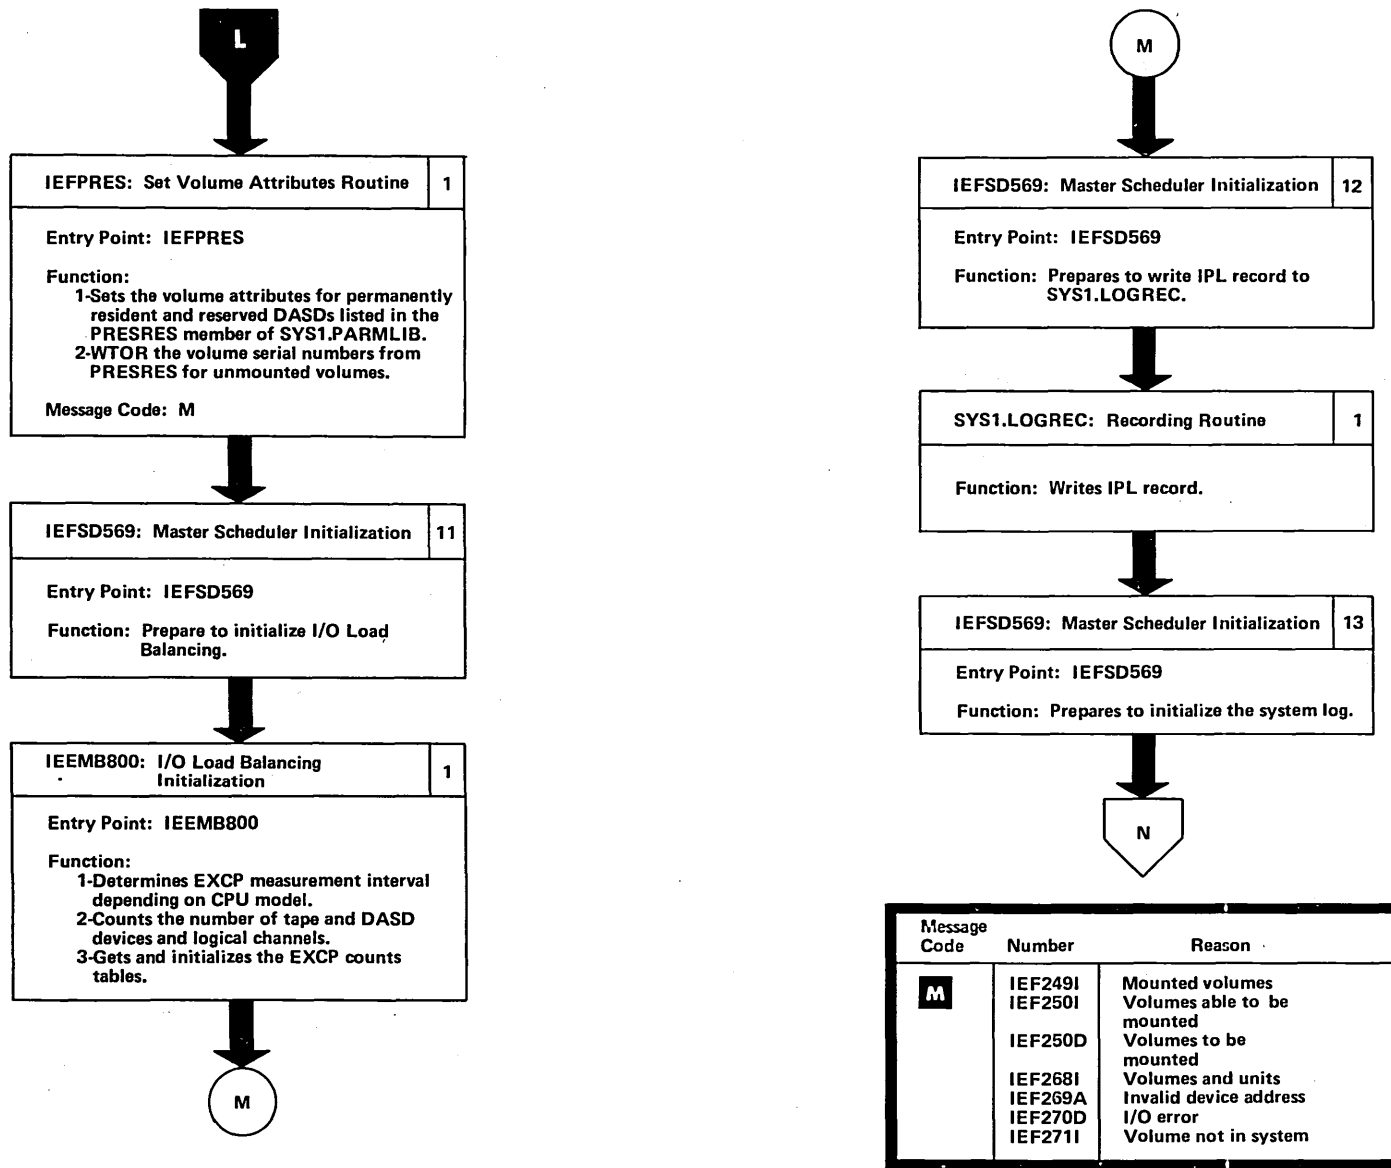 L
IEFPRES: Set Volume Attributes Routine 1
Entry Point: IEFPRES
Function:
1-Sets the volume attributes for permanently
resident and reserved DASDs listed in the
PRESRES member of SYS1.PARMLIB.
2-WTOR the volume serial numbers from
PRESRES for unmounted volumes.
Message Code: M
IEFSD569: Master Scheduler Initialization 11
Entry Point: IEFSD569
Function: Prepare to initialize I/O Load
Balancing.
IEEMB800: I/O Load Balancing
Initialization 1
Entry Point: IEEMB800
Function:
1-Determines EXCP measurement interval
depending on CPU model.
2-Counts the number of tape and DASD
devices and logical channels.
3-Gets and initializes the EXCP counts
tables.
M
M
IEFSD569: Master Scheduler Initialization 12
Entry Point: IEFSD569
Function: Prepares to write IPL record to
SYS1.LOGREC.
SYS1.LOGREC: Recording Routine 1
Function: Writes IPL record.
IEFSD569: Master Scheduler Initialization 13
Entry Point: IEFSD569
Function: Prepares to initialize the system log.
N
Message
Code Number Reason
M IEF249I Mounted volumes
IEF250I Volumes able to be
mounted
IEF250D Volumes to be
mounted
IEF268I Volumes and units
IEF269A Invalid device address
IEF270D I/O error
IEF271I Volume not in system